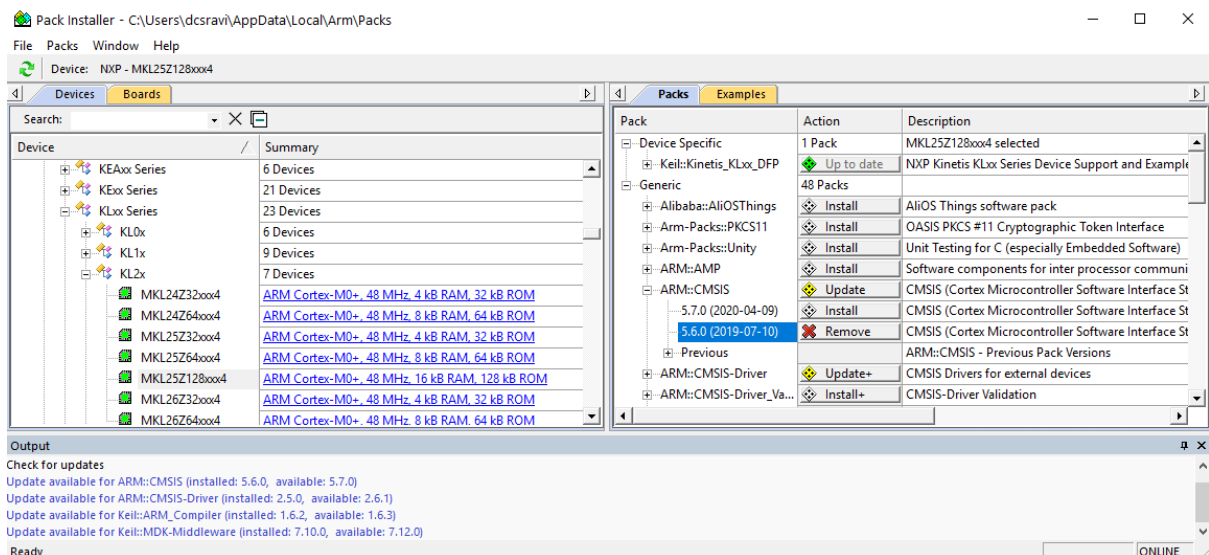 Pack Installer - C:\Users\dcsravi\AppData\Local\Arm\Packs
File Packs Window Help
Device: NXP - MKL25Z128xxx4
Devices Boards
Search:
Device Summary
KEAxx Series 6 Devices
KExx Series 21 Devices
KLxx Series 23 Devices
KL0x 6 Devices
KL1x 9 Devices
KL2x 7 Devices
MKL24Z32xxx4 ARM Cortex-M0+, 48 MHz, 4 kB RAM, 32 kB ROM
MKL24Z64xxx4 ARM Cortex-M0+, 48 MHz, 8 kB RAM, 64 kB ROM
MKL25Z32xxx4 ARM Cortex-M0+, 48 MHz, 4 kB RAM, 32 kB ROM
MKL25Z64xxx4 ARM Cortex-M0+, 48 MHz, 8 kB RAM, 64 kB ROM
MKL25Z128xxx4 ARM Cortex-M0+, 48 MHz, 16 kB RAM, 128 kB ROM
MKL26Z32xxx4 ARM Cortex-M0+, 48 MHz, 4 kB RAM, 32 kB ROM
MKL26Z64xxx4 ARM Cortex-M0+, 48 MHz, 8 kB RAM, 64 kB ROM
Packs Examples
Pack Action Description
Device Specific 1 Pack MKL25Z128xxx4 selected
Keil::Kinetis_KLxx_DFP Up to date NXP Kinetis KLxx Series Device Support and Example
Generic 48 Packs
Alibaba::AliOSThings Install AliOS Things software pack
Arm-Packs::PKCS11 Install OASIS PKCS #11 Cryptographic Token Interface
Arm-Packs::Unity Install Unit Testing for C (especially Embedded Software)
ARM::AMP Install Software components for inter processor communi
ARM::CMSIS Update CMSIS (Cortex Microcontroller Software Interface St
5.7.0 (2020-04-09) Install CMSIS (Cortex Microcontroller Software Interface St
5.6.0 (2019-07-10) Remove CMSIS (Cortex Microcontroller Software Interface St
Previous ARM::CMSIS - Previous Pack Versions
ARM::CMSIS-Driver Update+ CMSIS Drivers for external devices
ARM::CMSIS-Driver_Va... Install+ CMSIS-Driver Validation
Output
Check for updates
Update available for ARM::CMSIS (installed: 5.6.0, available: 5.7.0)
Update available for ARM::CMSIS-Driver (installed: 2.5.0, available: 2.6.1)
Update available for Keil::ARM_Compiler (installed: 1.6.2, available: 1.6.3)
Update available for Keil::MDK-Middleware (installed: 7.10.0, available: 7.12.0)
Ready ONLINE